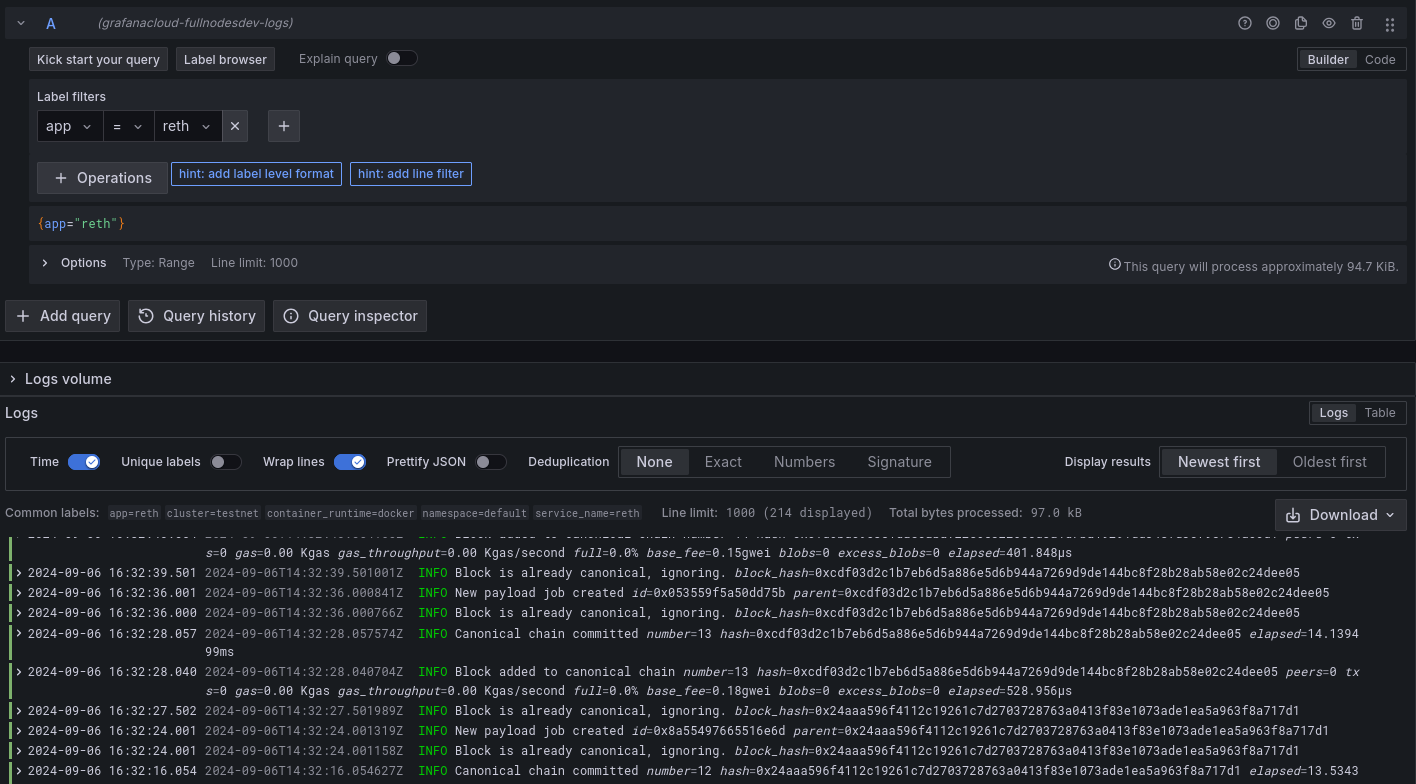 A (grafanacloud-fullnodesdev-logs)
Kick start your query Label browser Explain query Builder Code
Label filters
app = reth
Operations hint: add label level format hint: add line filter
{app="reth"}
Options Type: Range Line limit: 1000 This query will process approximately 94.7 KiB.
Add query Query history Query inspector
Logs volume
Logs Logs Table
Time Unique labels Wrap lines Prettify JSON Deduplication None Exact Numbers Signature Display results Newest first Oldest first
Common labels: app=reth cluster=testnet container_runtime=docker namespace=default service_name=reth Line limit: 1000 (214 displayed) Total bytes processed: 97.0 kB Download
s=0 gas=0.00 Kgas gas_throughput=0.00 Kgas/second full=0.0% base_fee=0.15gwei blobs=0 excess_blobs=0 elapsed=401.848µs
2024-09-06 16:32:39.501 2024-09-06T14:32:39.501001Z INFO Block is already canonical, ignoring. block_hash=0xcdf03d2c1b7eb6d5a886e5d6b944a7269d9de144bc8f28b28ab58e02c24dee05
2024-09-06 16:32:36.001 2024-09-06T14:32:36.000841Z INFO New payload job created id=0x053559f5a50dd75b parent=0xcdf03d2c1b7eb6d5a886e5d6b944a7269d9de144bc8f28b28ab58e02c24dee05
2024-09-06 16:32:36.000 2024-09-06T14:32:36.000766Z INFO Block is already canonical, ignoring. block_hash=0xcdf03d2c1b7eb6d5a886e5d6b944a7269d9de144bc8f28b28ab58e02c24dee05
2024-09-06 16:32:28.057 2024-09-06T14:32:28.057574Z INFO Canonical chain committed number=13 hash=0xcdf03d2c1b7eb6d5a886e5d6b944a7269d9de144bc8f28b28ab58e02c24dee05 elapsed=14.1394
99ms
2024-09-06 16:32:28.040 2024-09-06T14:32:28.040704Z INFO Block added to canonical chain number=13 hash=0xcdf03d2c1b7eb6d5a886e5d6b944a7269d9de144bc8f28b28ab58e02c24dee05 peers=0 tx
s=0 gas=0.00 Kgas gas_throughput=0.00 Kgas/second full=0.0% base_fee=0.18gwei blobs=0 excess_blobs=0 elapsed=528.956µs
2024-09-06 16:32:27.502 2024-09-06T14:32:27.501989Z INFO Block is already canonical, ignoring. block_hash=0x24aaa596f4112c19261c7d2703728763a0413f83e1073ade1ea5a963f8a717d1
2024-09-06 16:32:24.001 2024-09-06T14:32:24.001319Z INFO New payload job created id=0x8a55497665516e6d parent=0x24aaa596f4112c19261c7d2703728763a0413f83e1073ade1ea5a963f8a717d1
2024-09-06 16:32:24.001 2024-09-06T14:32:24.001158Z INFO Block is already canonical, ignoring. block_hash=0x24aaa596f4112c19261c7d2703728763a0413f83e1073ade1ea5a963f8a717d1
2024-09-06 16:32:16.054 2024-09-06T14:32:16.054627Z INFO Canonical chain committed number=12 hash=0x24aaa596f4112c19261c7d2703728763a0413f83e1073ade1ea5a963f8a717d1 elapsed=13.5343